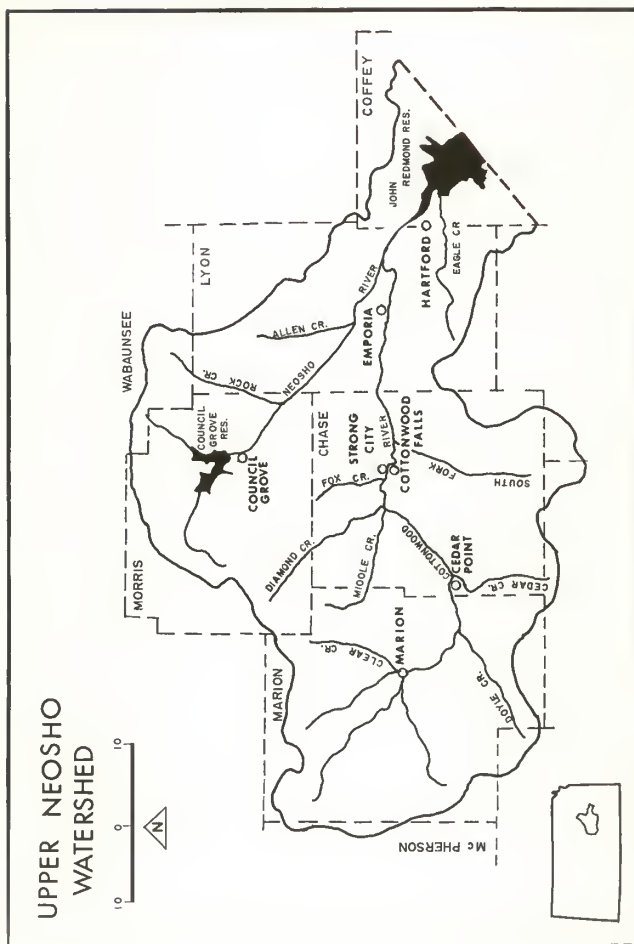 UPPER NEOSHO
WATERSHED
10 0 10
N
WABAUNSEE
MORRIS
LYON
COFFEY
MARION
CHASE
Mc PHERSON
COUNCIL
GROVE
RES.
COUNCIL
GROVE
ROCK
CR.
ALLEN CR.
NEOSHO
RIVER
JOHN
REDMOND RES.
HARTFORD
EAGLE CR
EMPORIA
STRONG
CITY
RIVER
COTTONWOOD
FALLS
FOX CR.
DIAMOND CR.
MIDDLE CR.
COTTONWOOD
SOUTH
FORK
CEDAR
POINT
CEDAR CR.
CLEAR
CR.
MARION
DOYLE CR.